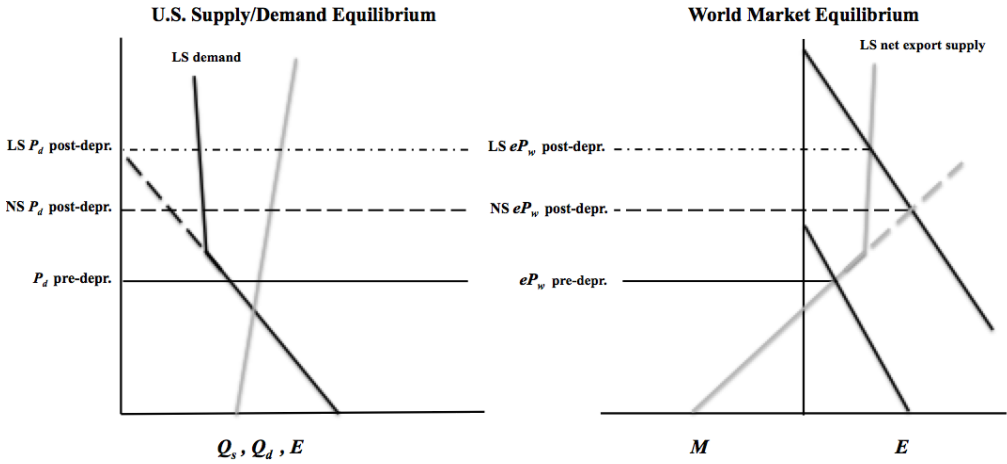 U.S. Supply/Demand Equilibrium
LS demand
LS P_d post-depr.
NS P_d post-depr.
P_d pre-depr.
Q_s , Q_d , E
World Market Equilibrium
LS net export supply
LS eP_w post-depr.
NS eP_w post-depr.
eP_w pre-depr.
M
E